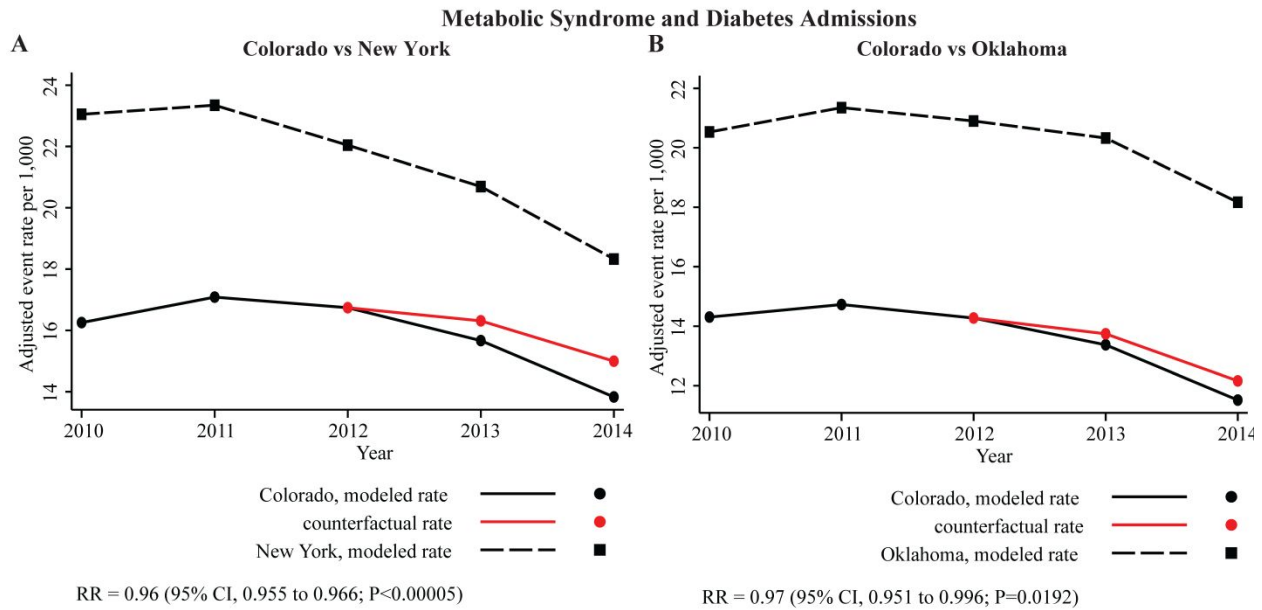 Metabolic Syndrome and Diabetes Admissions
A
Colorado vs New York
Adjusted event rate per 1,000
24
22
20
18
16
14
2010 2011 2012 2013 2014
Year
Colorado, modeled rate
counterfactual rate
New York, modeled rate
RR = 0.96 (95% CI, 0.955 to 0.966; P<0.00005)
B
Colorado vs Oklahoma
Adjusted event rate per 1,000
22
20
18
16
14
12
2010 2011 2012 2013 2014
Year
Colorado, modeled rate
counterfactual rate
Oklahoma, modeled rate
RR = 0.97 (95% CI, 0.951 to 0.996; P=0.0192)